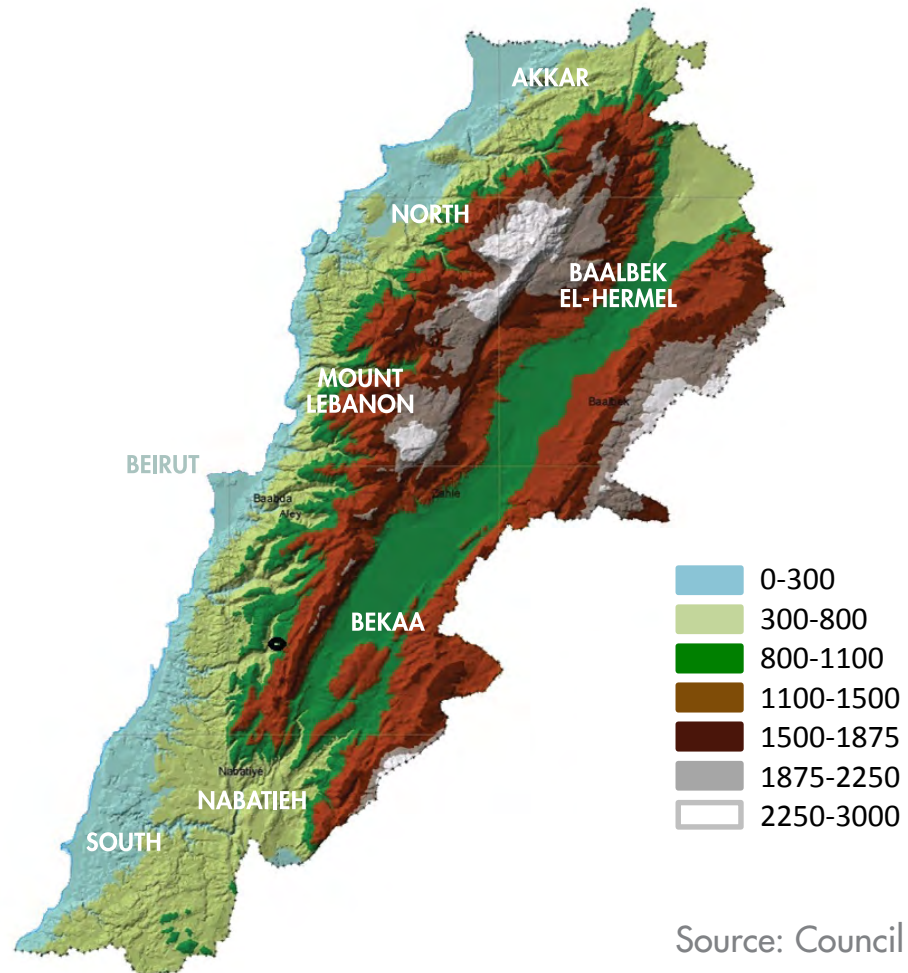 AKKAR
NORTH
BAALBEK
EL-HERMEL
MOUNT
LEBANON
Baalbek
BEIRUT
Zahle
Baabda
Aley
BEKAA
Nabatiye
NABATIEH
SOUTH
0-300
300-800
800-1100
1100-1500
1500-1875
1875-2250
2250-3000
Source: Council